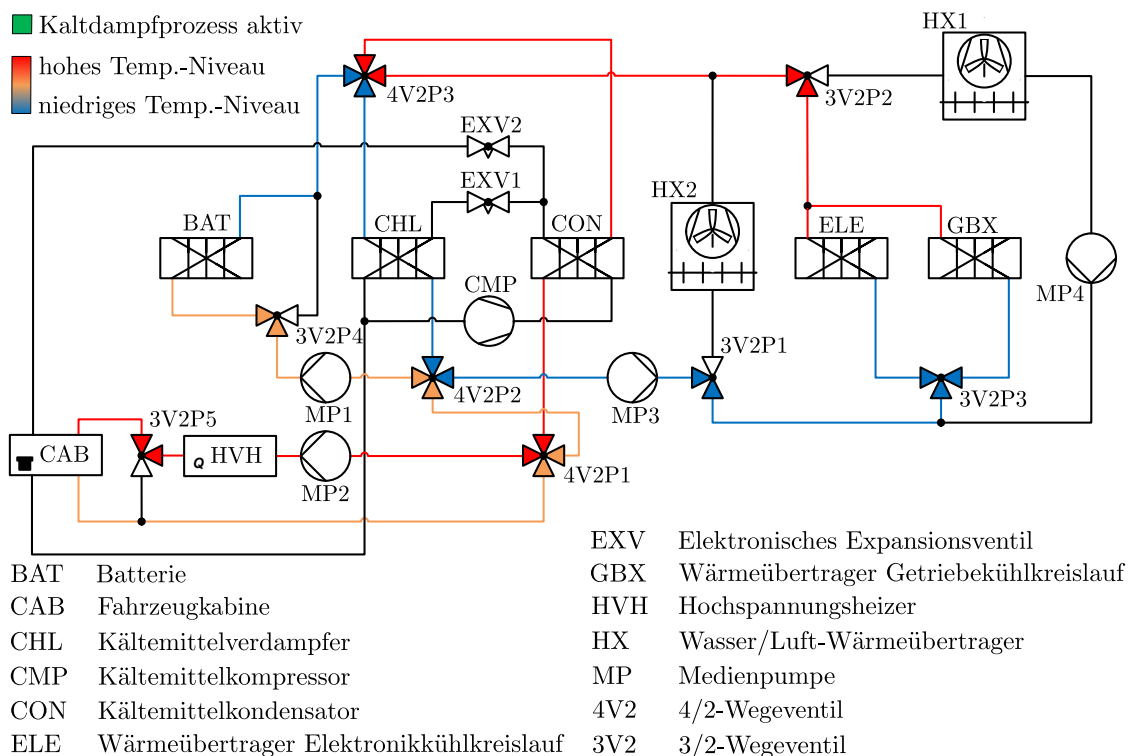 Kaltdampfprozess aktiv
hohes Temp.-Niveau
niedriges Temp.-Niveau
HX1
4V2P3
3V2P2
EXV2
EXV1
HX2
BAT
CHL
CON
ELE
GBX
CMP
MP4
3V2P4
3V2P1
MP1
4V2P2
MP3
3V2P3
3V2P5
CAB
Q HVH
MP2
4V2P1
EXV Elektronisches Expansionsventil
BAT Batterie
GBX Wärmeübertrager Getriebekühlkreislauf
CAB Fahrzeugkabine
HVH Hochspannungsheizer
CHL Kältemittelverdampfer
HX Wasser/Luft-Wärmeübertrager
CMP Kältemittelkompressor
MP Medienpumpe
CON Kältemittelkondensator
4V2 4/2-Wegeventil
ELE Wärmeübertrager Elektronikkühlkreislauf
3V2 3/2-Wegeventil